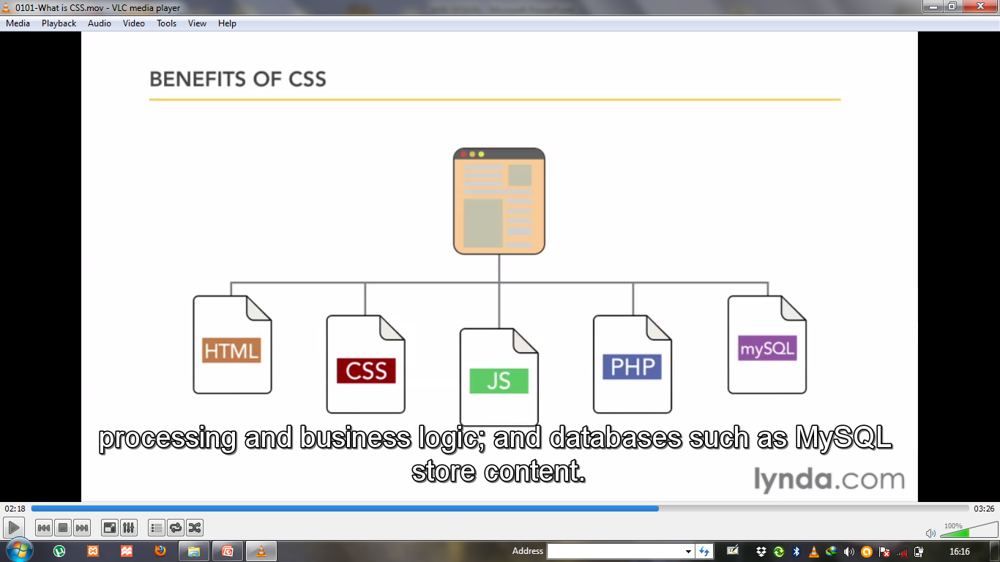 0101-What is CSS.mov - VLC media player
Media Playback Audio Video Tools View Help
BENEFITS OF CSS
HTML
CSS
JS
PHP
mySQL
processing and business logic; and databases such as MySQL
store content.
lynda.com
02:18
03:26
100%
Address
16:16